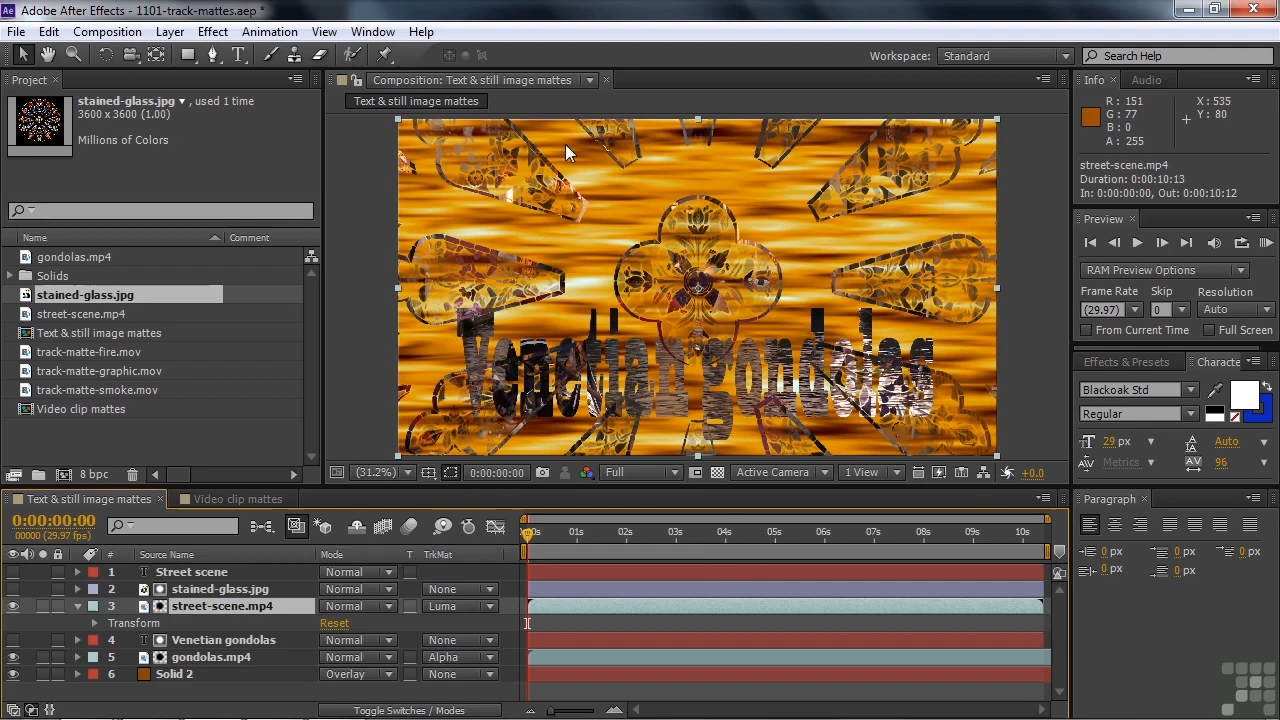 Ae Adobe After Effects - 1101-track-mattes.aep *
File Edit Composition Layer Effect Animation View Window Help
Workspace: Standard Search Help
Project
stained-glass.jpg , used 1 time
3600 x 3600 (1.00)
Millions of Colors
Name Comment
gondolas.mp4
Solids
stained-glass.jpg
street-scene.mp4
Text & still image mattes
track-matte-fire.mov
track-matte-graphic.mov
track-matte-smoke.mov
Video clip mattes
8 bpc
Composition: Text & still image mattes
Text & still image mattes
Venetian gondolas
(31.2%) 0:00:00:00 Full Active Camera 1 View +0.0
Info Audio
R : 151 X : 535
G : 77 Y : 80
B : 0
A : 255
street-scene.mp4
Duration: 0:00:10:13
In: 0:00:00:00, Out: 0:00:10:12
Preview
RAM Preview Options
Frame Rate Skip Resolution
(29.97) 0 Auto
From Current Time Full Screen
Effects & Presets Characte
Blackoak Std
Regular
29 px Auto
Metrics 96
Paragraph
0 px 0 px 0 px
0 px 0 px
Text & still image mattes Video clip mattes
0:00:00:00
00000 (29.97 fps)
:00s 01s 02s 03s 04s 05s 06s 07s 08s 09s 10s
# Source Name Mode T TrkMat
1 T Street scene Normal
2 stained-glass.jpg Normal None
3 street-scene.mp4 Normal Luma
Transform Reset
4 T Venetian gondolas Normal None
5 gondolas.mp4 Normal Alpha
6 Solid 2 Overlay None
Toggle Switches / Modes